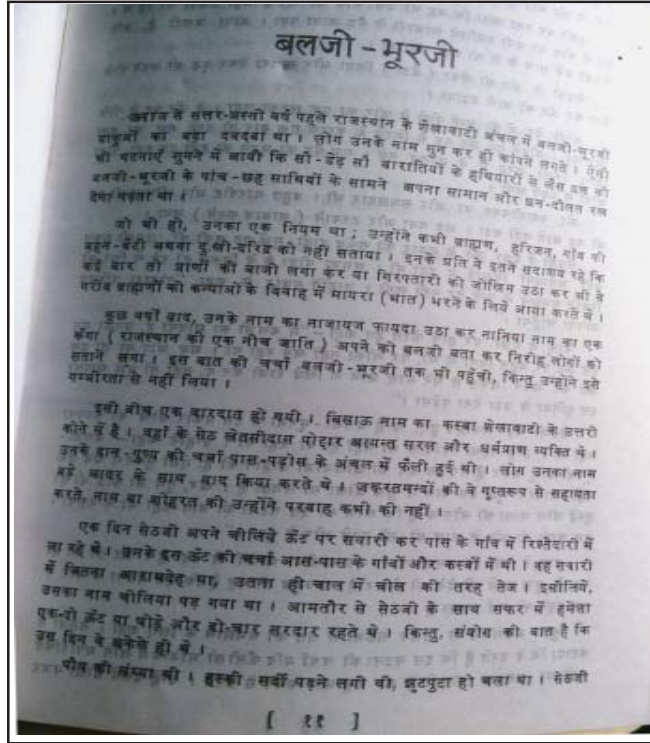 बलजी-भूरजी
आज से सत्तर-अस्सी वर्ष पहले राजस्थान के शेखावाटी अंचल में बलजी-भूरजी
डाकुओं का बड़ा दबदबा था । लोग उनके नाम सुन कर ही कांपने लगते । ऐसी
भी घटनाएँ सुनने में आयी कि सौ-डेढ़ सौ बारातियों के हथियारों से लैस दल को
बलजी-भूरजी के पांच-छह साथियों के सामने अपना सामान और धन-दौलत रख
देना पड़ता था ।
जो भी हो, उनका एक नियम था ; उन्होंने कभी ब्राह्मण, हरिजन, गाँव की
बहन-बेटी अथवा दुःखी-दरिद्र को नहीं सताया । इनके प्रति वे इतने सदाशय रहे कि
कई बार तो प्राणों की बाजी लगा कर या गिरफ्तारी की जोखिम उठा कर भी वे
गरीब ब्राह्मणों की कन्याओं के विवाह में मायरा (भात) भरने के लिये आया करते थे ।
कुछ वर्षों बाद, उनके नाम का नाजायज फायदा उठा कर नानिया नाम का एक
रूँगा (राजस्थान की एक नीच जाति) अपने को बलजी बता कर निरीह लोगों को
सताने लगा । इस बात की चर्चा बलजी-भूरजी तक भी पहुँची, किन्तु उन्होंने इसे
गम्भीरता से नहीं लिया ।
इसी बीच एक वारदात हो गयी । बिसाऊ नाम का कस्बा शेखावाटी के उत्तरी
कोने में है । वहाँ के सेठ खेतसीदास पोद्दार अत्यन्त सरल और धर्मप्राण व्यक्ति थे ।
उनके दान-पुण्य की चर्चा पास-पड़ोस के अंचल में फैली हुई थी । लोग उनका नाम
बड़े आदर के साथ याद किया करते थे । जरूरतमन्दों की वे गुप्तरूप से सहायता
करते, नाम या शोहरत की उन्होंने परवाह कभी की नहीं ।
एक दिन सेठजी अपने चीलिये ऊँट पर सवारी कर पास के गाँव में रिश्तेदारी में
जा रहे थे । उनके इस ऊँट की चर्चा आस-पास के गाँवों और कस्बों में थी । वह सवारी
में जितना आरामदेह था, उतना ही चाल में चील की तरह तेज । इसीलिये,
उसका नाम चीलिया पड़ गया था । आमतौर से सेठजी के साथ सफर में हमेशा
एक-दो ऊँट या घोड़े और दो-चार सरदार रहते थे । किन्तु, संयोग की बात है कि
उस दिन वे अकेले ही थे ।
पौष की संध्या थी । हल्की सर्दी पड़ने लगी थी, झुटपुटा हो चला था । सेठजी
[ ११ ]